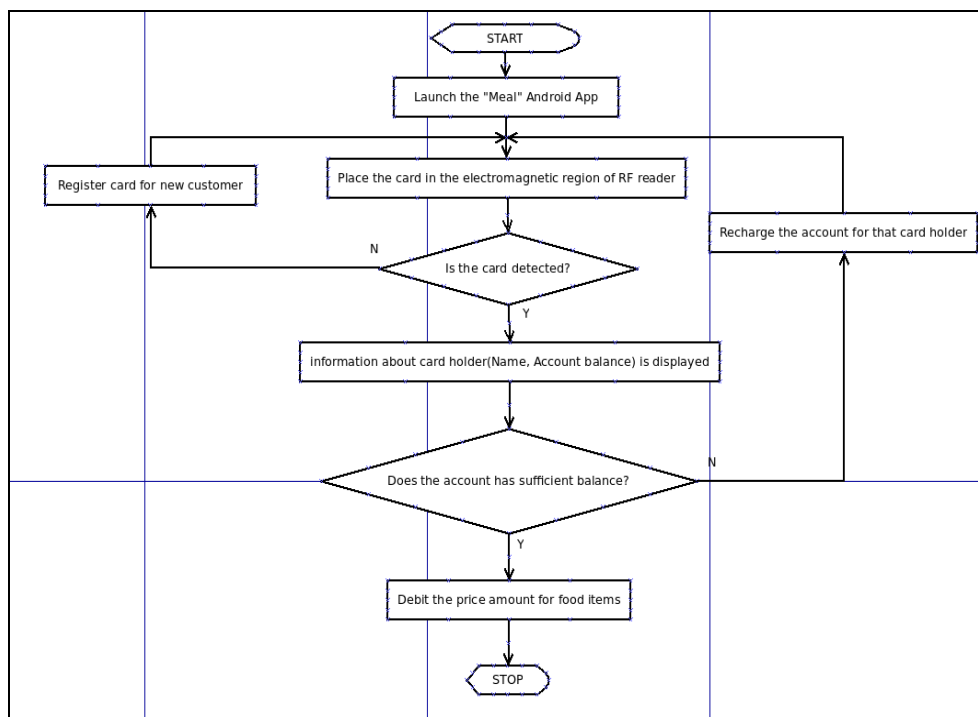 START
Launch the "Meal" Android App
Register card for new customer
Place the card in the electromagnetic region of RF reader
Recharge the account for that card holder
N
Is the card detected?
Y
information about card holder(Name, Account balance) is displayed
N
Does the account has sufficient balance?
Y
Debit the price amount for food items
STOP